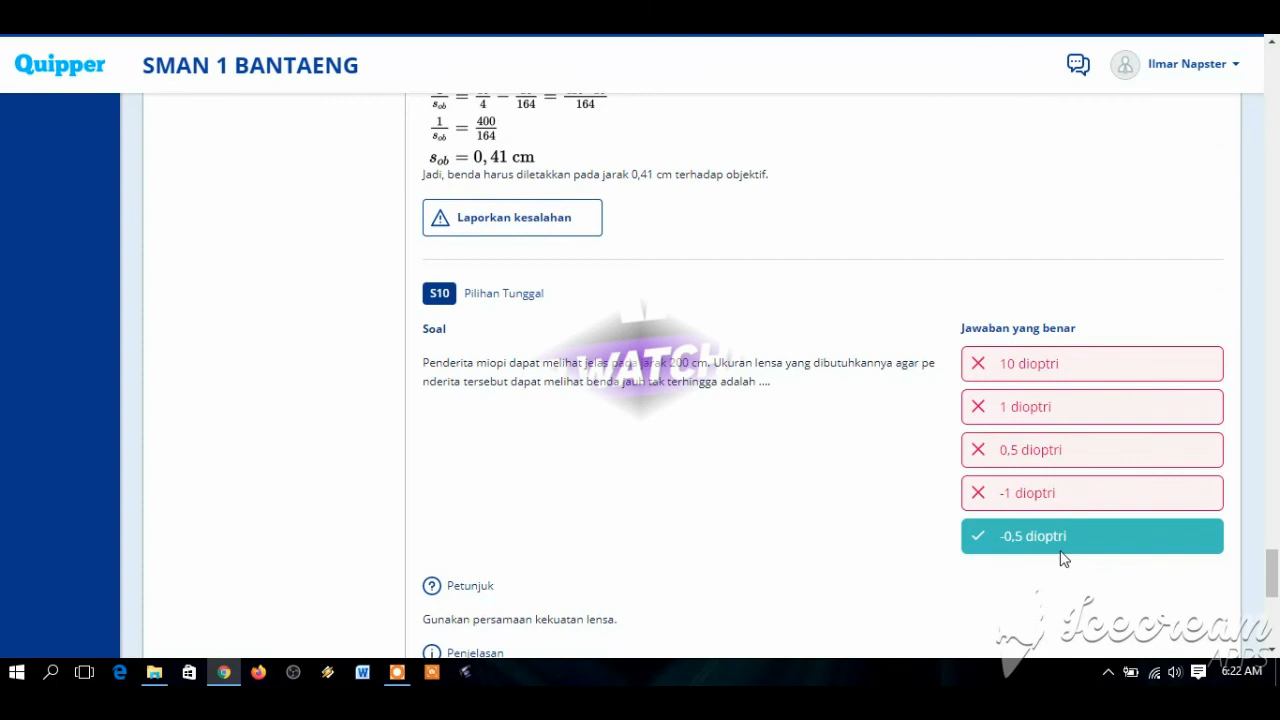 Quipper
SMAN 1 BANTAENG
Ilmar Napster
164
1/s_ob = 400/164
s_ob = 0, 41 cm
Jadi, benda harus diletakkan pada jarak 0,41 cm terhadap objektif.
Laporkan kesalahan
S10 Pilihan Tunggal
Soal
Jawaban yang benar
Penderita miopi dapat melihat jelas pada jarak 200 cm. Ukuran lensa yang dibutuhkannya agar pe
nderita tersebut dapat melihat benda jauh tak terhingga adalah ....
WATCH
10 dioptri
1 dioptri
0,5 dioptri
-1 dioptri
-0,5 dioptri
Petunjuk
Gunakan persamaan kekuatan lensa.
Penjelasan
Icecream
APPS
6:22 AM